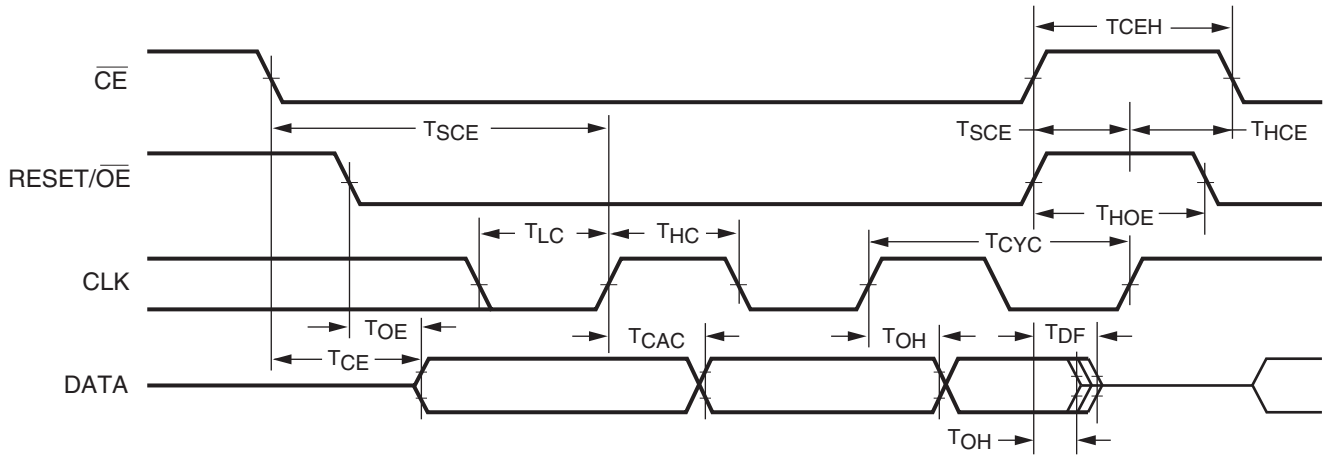 TCEH
CE
TSCE
TSCE
THCE
RESET/OE
TLC
THC
THOE
TCYC
CLK
TOE
TCAC
TOH
TDF
TCE
DATA
TOH